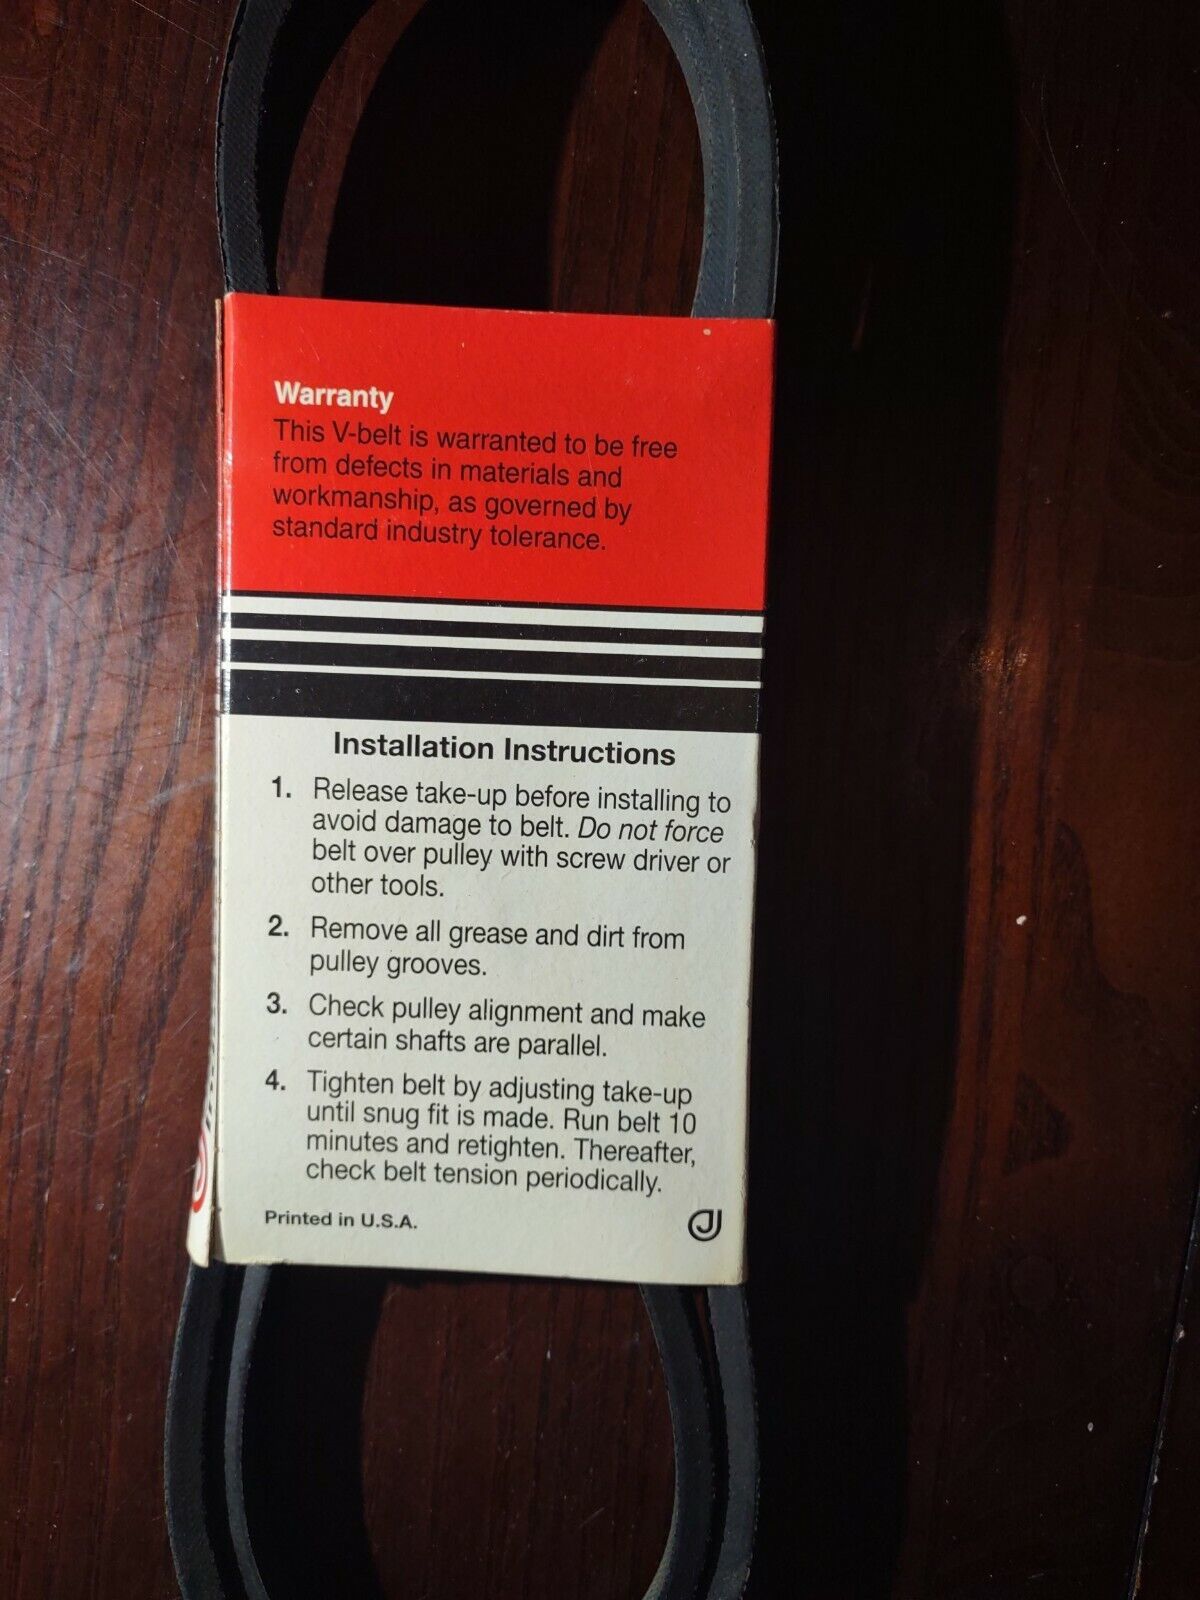 Warranty
This V-belt is warranted to be free
from defects in materials and
workmanship, as governed by
standard industry tolerance.
Installation Instructions
1. Release take-up before installing to
avoid damage to belt. Do not force
belt over pulley with screw driver or
other tools.
2. Remove all grease and dirt from
pulley grooves.
3. Check pulley alignment and make
certain shafts are parallel.
4. Tighten belt by adjusting take-up
until snug fit is made. Run belt 10
minutes and retighten. Thereafter,
check belt tension periodically.
Printed in U.S.A.